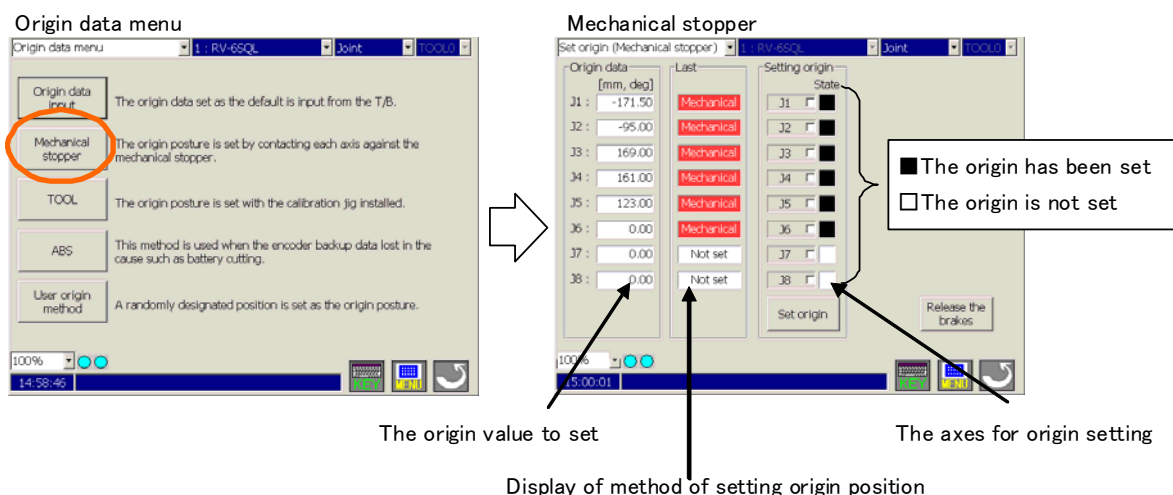 Origin data menu
Mechanical stopper
Origin data menu
1 : RV-6SQL
Joint
TOOL0
Origin data
input
The origin data set as the default is input from the T/B.
Mechanical
stopper
The origin posture is set by contacting each axis against the
mechanical stopper.
TOOL
The origin posture is set with the calibration jig installed.
ABS
This method is used when the encoder backup data lost in the
cause such as battery cutting.
User origin
method
A randomly designated position is set as the origin posture.
100%
14:58:46
KEY
MENU
Set origin (Mechanical stopper)
1 : RV-6SQL
Joint
TOOL0
Origin data
Last
Setting origin
[mm, deg]
State
J1 : -171.50 Mechanical J1
J2 : -95.00 Mechanical J2
J3 : 169.00 Mechanical J3
J4 : 161.00 Mechanical J4
J5 : 123.00 Mechanical J5
J6 : 0.00 Mechanical J6
J7 : 0.00 Not set J7
J8 : 0.00 Not set J8
Set origin
Release the
brakes
100%
15:00:01
KEY
MENU
■The origin has been set
□The origin is not set
The origin value to set
The axes for origin setting
Display of method of setting origin position